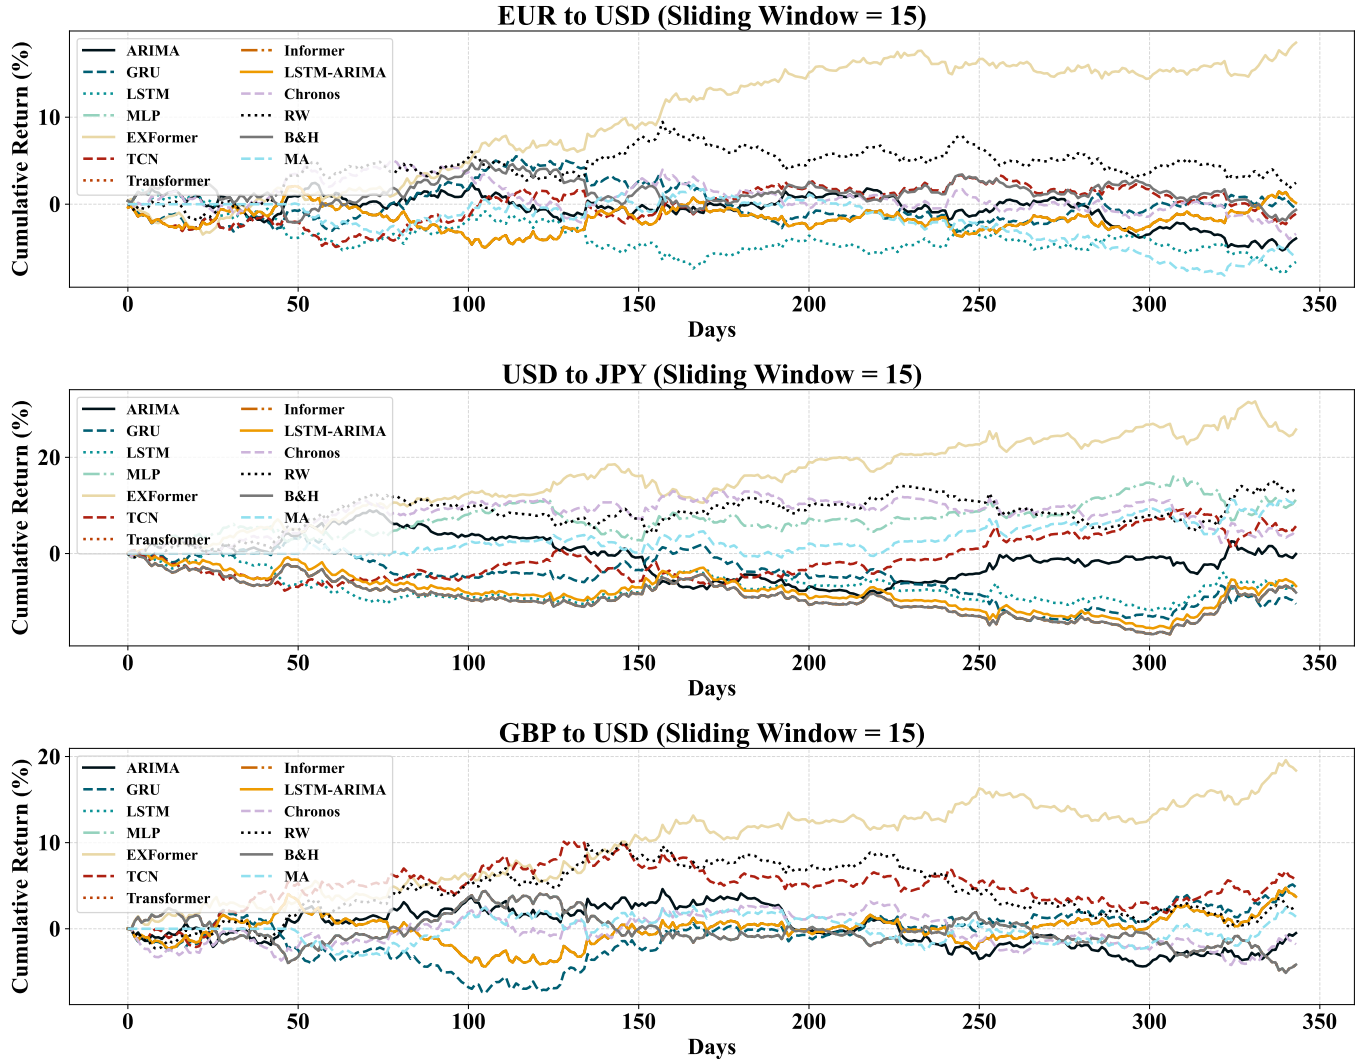 EUR to USD (Sliding Window = 15)
Cumulative Return (%)
10
0
ARIMA
GRU
LSTM
MLP
EXFormer
TCN
Transformer
Informer
LSTM-ARIMA
Chronos
RW
B&H
MA
0 50 100 150 200 250 300 350
Days
USD to JPY (Sliding Window = 15)
Cumulative Return (%)
20
0
ARIMA
GRU
LSTM
MLP
EXFormer
TCN
Transformer
Informer
LSTM-ARIMA
Chronos
RW
B&H
MA
0 50 100 150 200 250 300 350
Days
GBP to USD (Sliding Window = 15)
Cumulative Return (%)
20
10
0
ARIMA
GRU
LSTM
MLP
EXFormer
TCN
Transformer
Informer
LSTM-ARIMA
Chronos
RW
B&H
MA
0 50 100 150 200 250 300 350
Days